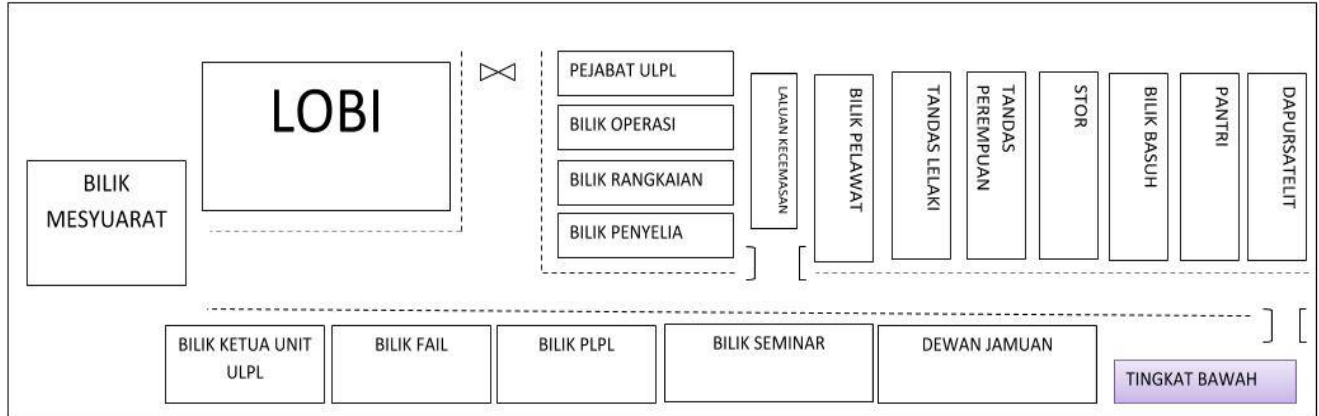 LOBI
BILIK
MESYUARAT
PEJABAT ULPL
BILIK OPERASI
BILIK RANGKAIAN
BILIK PENYELIA
LALUAN KECEMASAN
BILIK PELAWAT
TANDAS LELAKI
TANDAS
PEREMPUAN
STOR
BILIK BASUH
PANTRI
DAPURSATELIT
BILIK KETUA UNIT
ULPL
BILIK FAIL
BILIK PLPL
BILIK SEMINAR
DEWAN JAMUAN
TINGKAT BAWAH